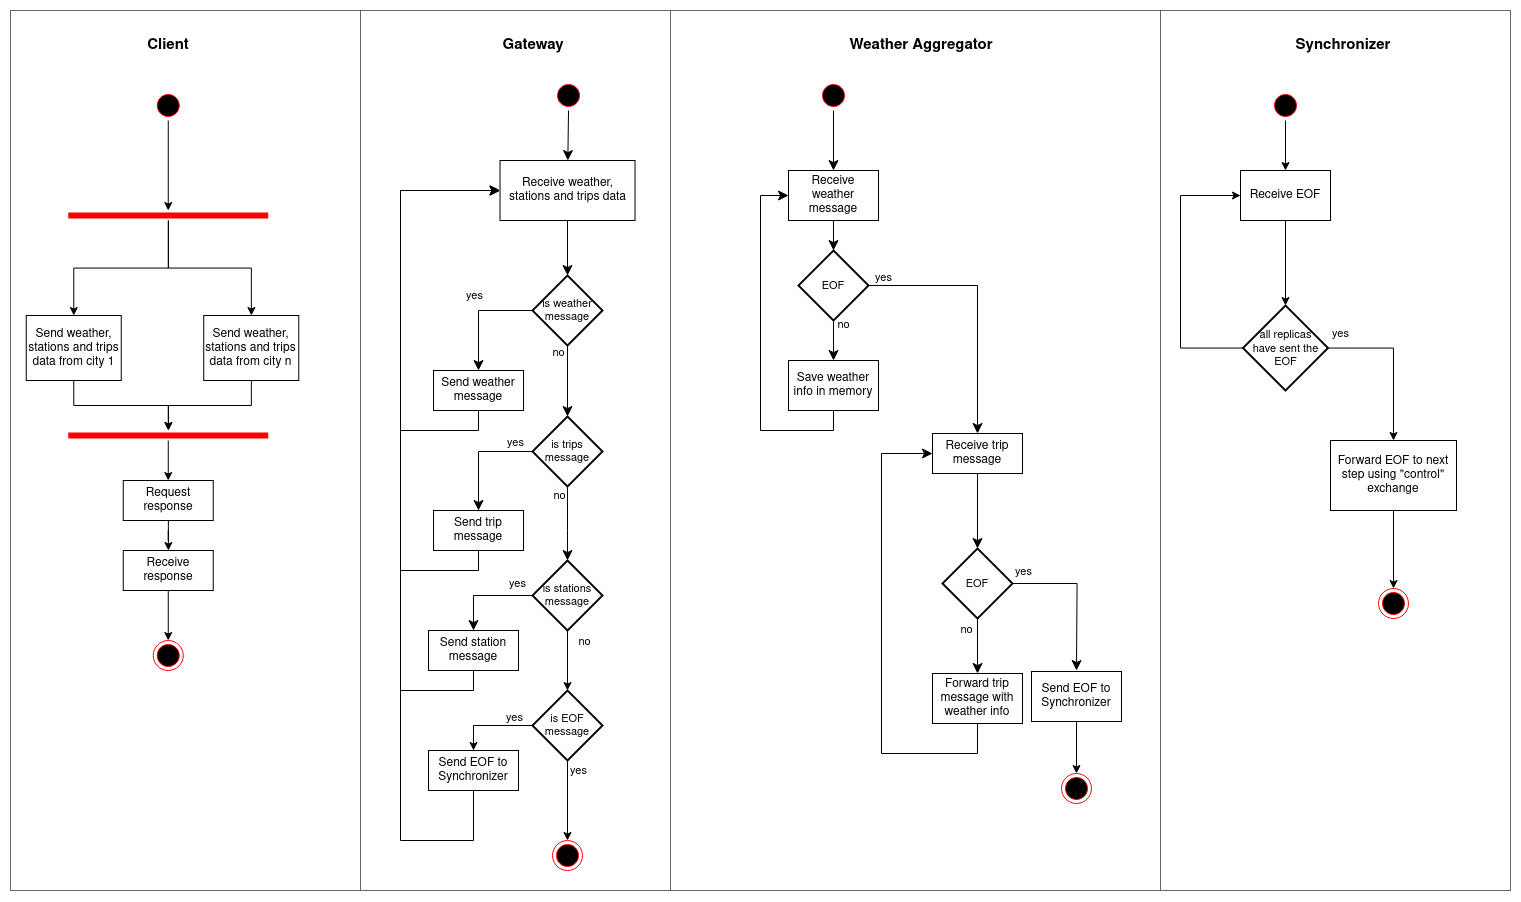 Client
Send weather,
stations and trips
data from city 1
Send weather,
stations and trips
data from city n
Request
response
Receive
response
Gateway
Receive weather,
stations and trips data
is weather
message
yes
no
Send weather
message
is trips
message
yes
no
Send trip
message
is stations
message
yes
no
Send station
message
is EOF
message
yes
yes
Send EOF to
Synchronizer
Weather Aggregator
Receive
weather
message
EOF
yes
no
Save weather
info in memory
Receive trip
message
EOF
yes
no
Forward trip
message with
weather info
Send EOF to
Synchronizer
Synchronizer
Receive EOF
all replicas
have sent the
EOF
yes
Forward EOF to next
step using "control"
exchange